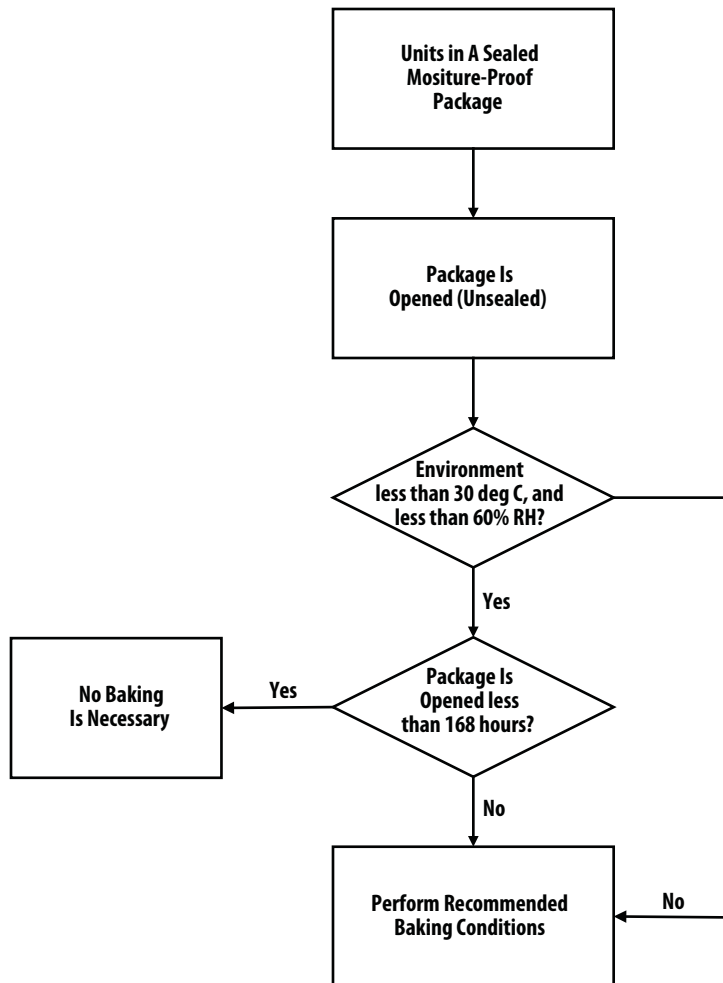 Units in A Sealed
Mositure-Proof
Package
Package Is
Opened (Unsealed)
Environment
less than 30 deg C, and
less than 60% RH?
Yes
Package Is
Opened less
than 168 hours?
Yes
No Baking
Is Necessary
No
Perform Recommended
Baking Conditions
No